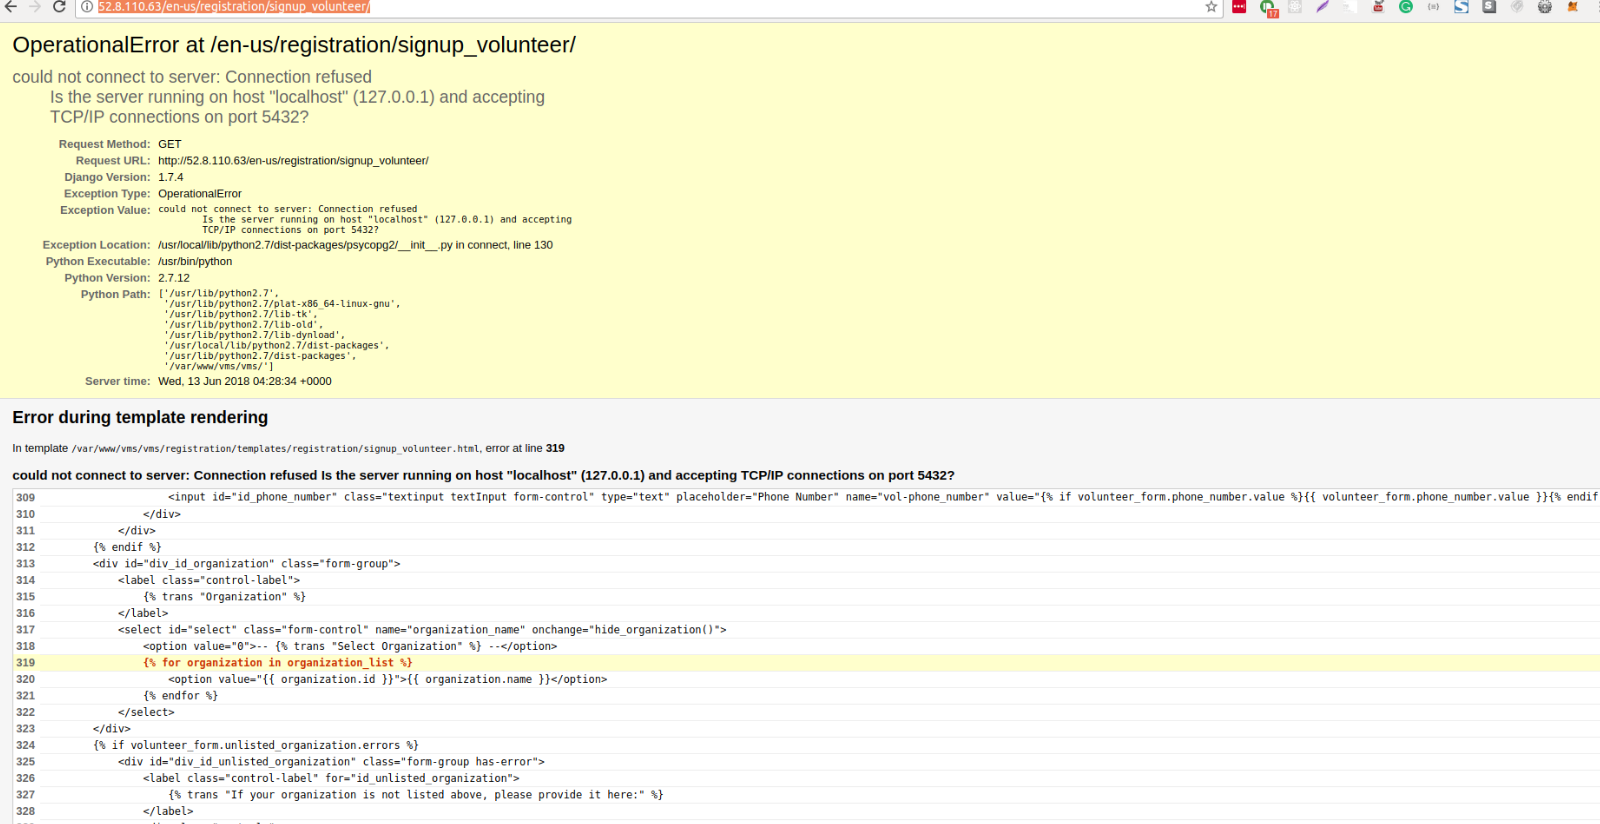 52.8.110.63/en-us/registration/signup_volunteer/
17
OperationalError at /en-us/registration/signup_volunteer/
could not connect to server: Connection refused
Is the server running on host "localhost" (127.0.0.1) and accepting
TCP/IP connections on port 5432?
Request Method: GET
Request URL: http://52.8.110.63/en-us/registration/signup_volunteer/
Django Version: 1.7.4
Exception Type: OperationalError
Exception Value: could not connect to server: Connection refused
Is the server running on host "localhost" (127.0.0.1) and accepting
TCP/IP connections on port 5432?
Exception Location: /usr/local/lib/python2.7/dist-packages/psycopg2/__init__.py in connect, line 130
Python Executable: /usr/bin/python
Python Version: 2.7.12
Python Path: ['/usr/lib/python2.7',
'/usr/lib/python2.7/plat-x86_64-linux-gnu',
'/usr/lib/python2.7/lib-tk',
'/usr/lib/python2.7/lib-old',
'/usr/lib/python2.7/lib-dynload',
'/usr/local/lib/python2.7/dist-packages',
'/usr/lib/python2.7/dist-packages',
'/var/www/vms/vms/']
Server time: Wed, 13 Jun 2018 04:28:34 +0000
Error during template rendering
In template /var/www/vms/vms/registration/templates/registration/signup_volunteer.html, error at line 319
could not connect to server: Connection refused Is the server running on host "localhost" (127.0.0.1) and accepting TCP/IP connections on port 5432?
309 <input id="id_phone_number" class="textinput textInput form-control" type="text" placeholder="Phone Number" name="vol-phone_number" value="{% if volunteer_form.phone_number.value %}{{ volunteer_form.phone_number.value }}{% endif
310 </div>
311 </div>
312 {% endif %}
313 <div id="div_id_organization" class="form-group">
314 <label class="control-label">
315 {% trans "Organization" %}
316 </label>
317 <select id="select" class="form-control" name="organization_name" onchange="hide_organization()">
318 <option value="0">-- {% trans "Select Organization" %} --</option>
319 {% for organization in organization_list %}
320 <option value="{{ organization.id }}">{{ organization.name }}</option>
321 {% endfor %}
322 </select>
323 </div>
324 {% if volunteer_form.unlisted_organization.errors %}
325 <div id="div_id_unlisted_organization" class="form-group has-error">
326 <label class="control-label" for="id_unlisted_organization">
327 {% trans "If your organization is not listed above, please provide it here:" %}
328 </label>